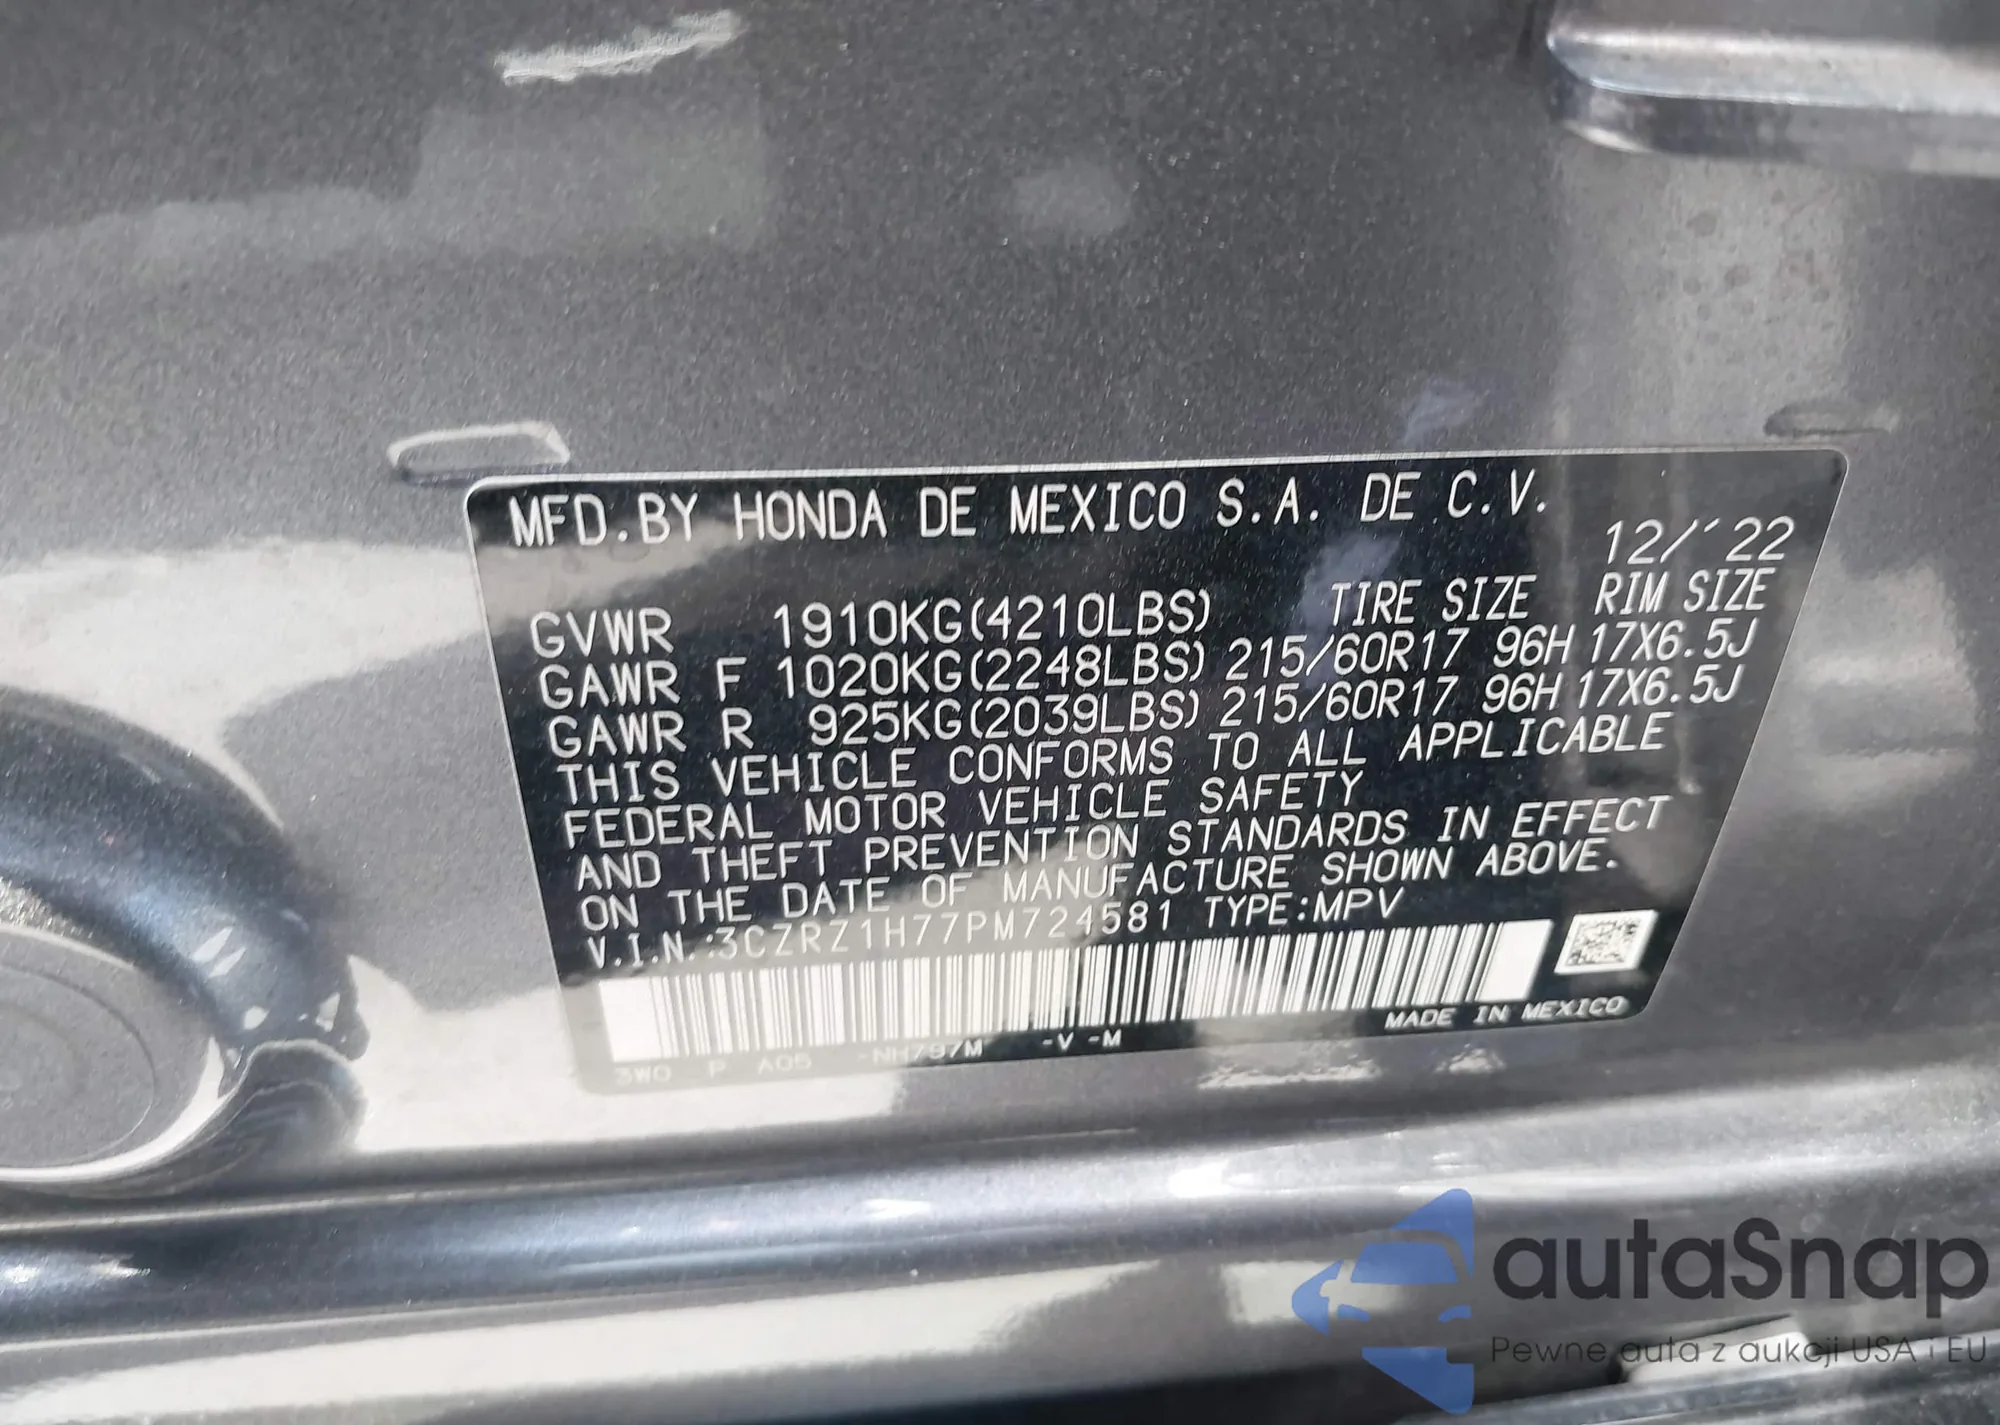 MFD.BY HONDA DE MEXICO S.A. DE C.V.
12/'22
GVWR 1910KG(4210LBS) TIRE SIZE RIM SIZE
GAWR F 1020KG(2248LBS) 215/60R17 96H 17X6.5J
GAWR R 925KG(2039LBS) 215/60R17 96H 17X6.5J
THIS VEHICLE CONFORMS TO ALL APPLICABLE
FEDERAL MOTOR VEHICLE SAFETY
AND THEFT PREVENTION STANDARDS IN EFFECT
ON THE DATE OF MANUFACTURE SHOWN ABOVE.
V.I.N.:3CZRZ1H77PM724581 TYPE:MPV
MADE IN MEXICO
3W0 P A05 -NH797M -V -M
autaSnap
Pewne auta z aukcji USA i EU